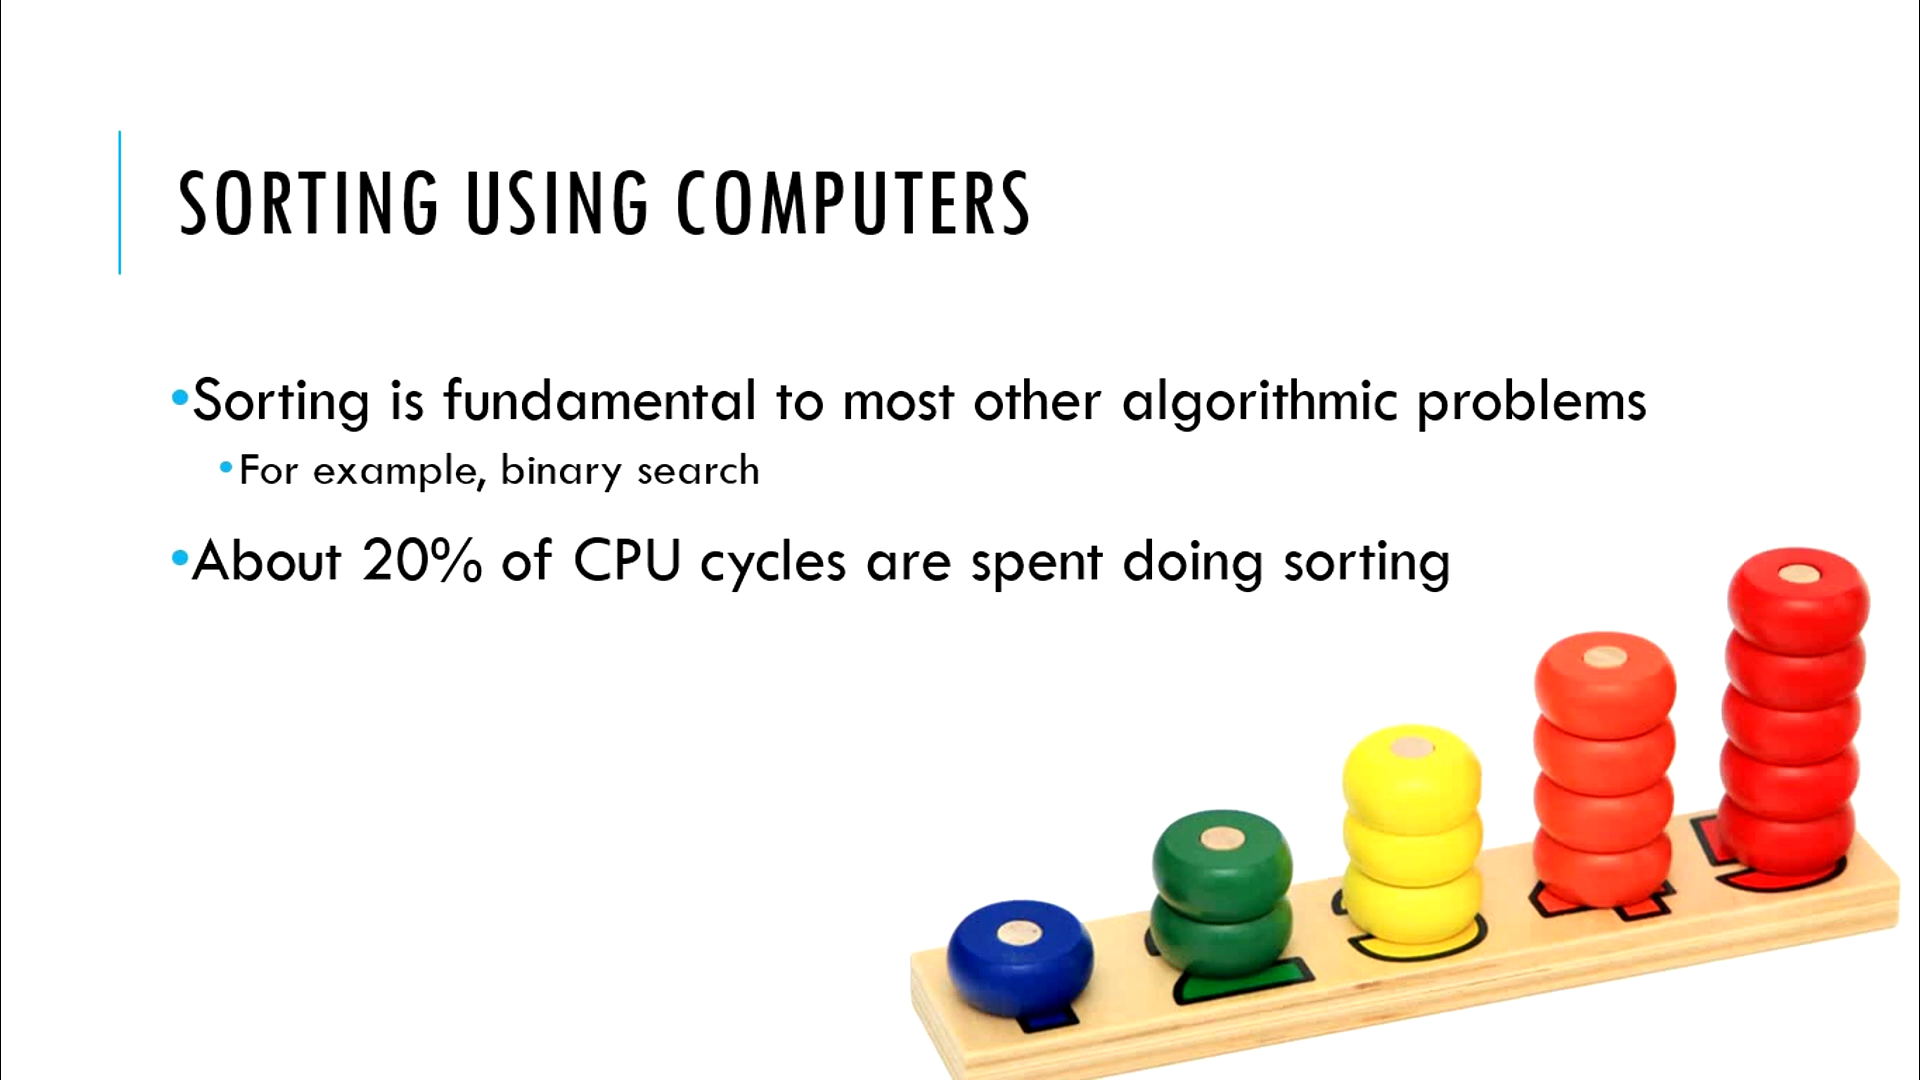 SORTING USING COMPUTERS
•Sorting is fundamental to most other algorithmic problems
•For example, binary search
•About 20% of CPU cycles are spent doing sorting